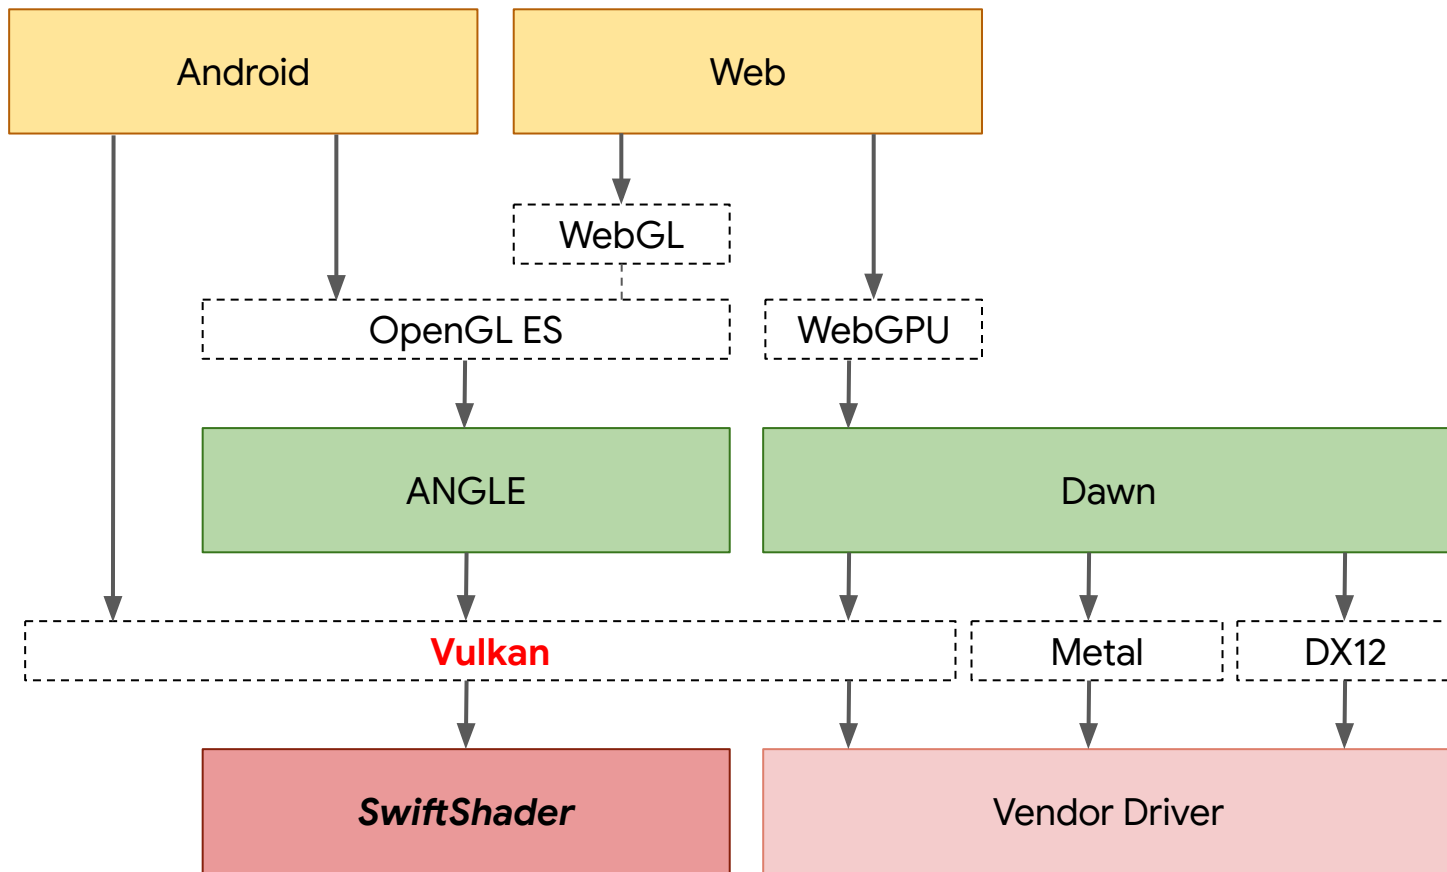 Android
Web
WebGL
OpenGL ES
WebGPU
ANGLE
Dawn
Vulkan
Metal
DX12
SwiftShader
Vendor Driver